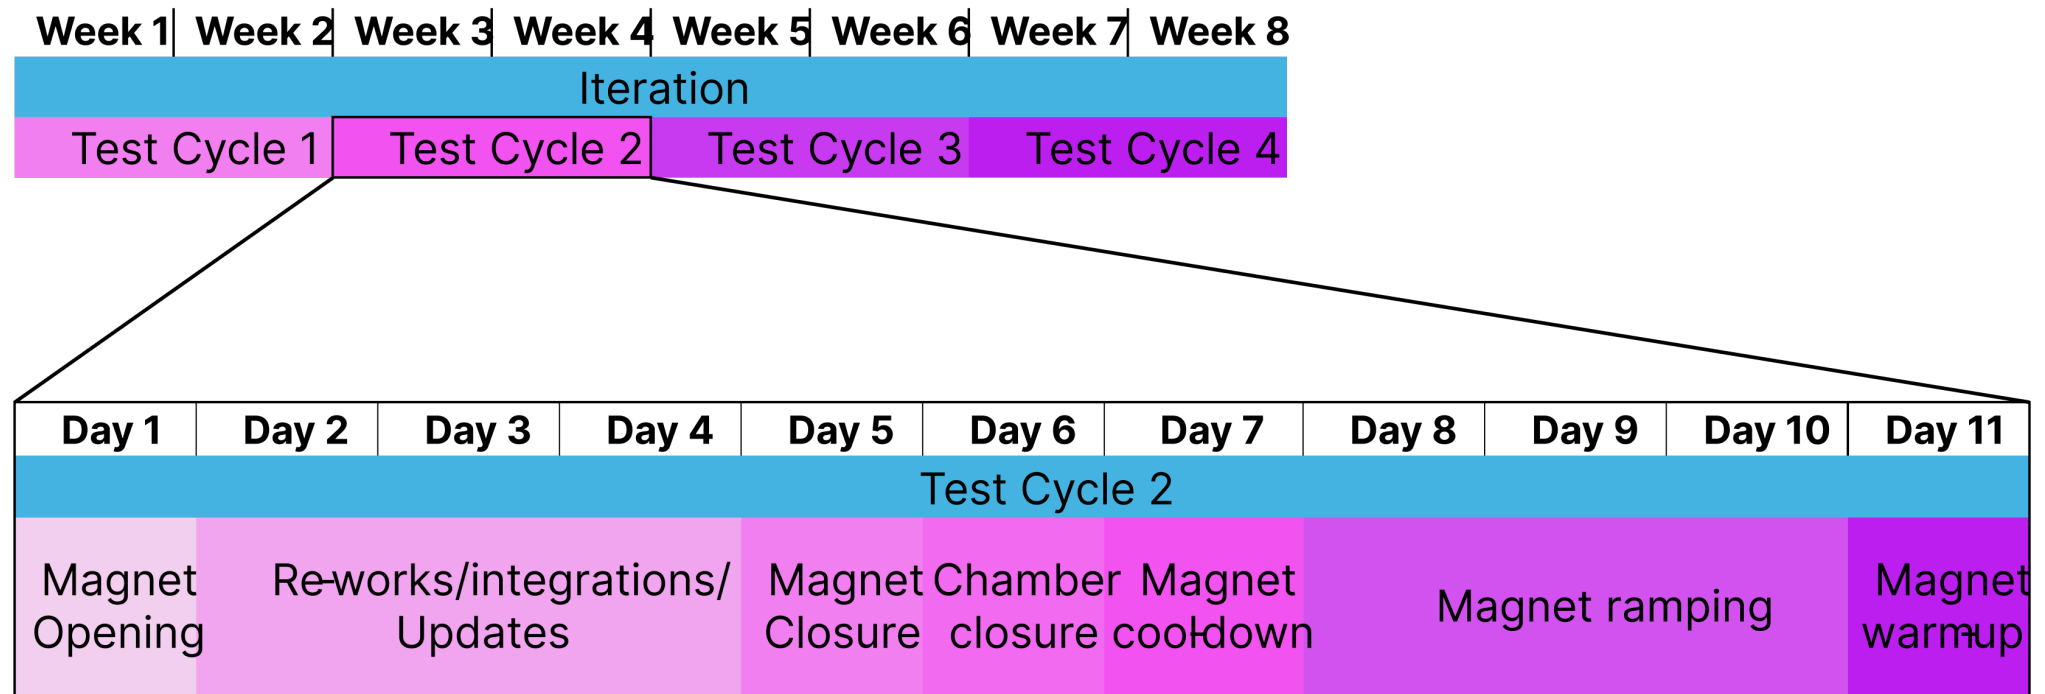 Week 1 Week 2 Week 3 Week 4 Week 5 Week 6 Week 7 Week 8
Iteration
Test Cycle 1 Test Cycle 2 Test Cycle 3 Test Cycle 4
Day 1 Day 2 Day 3 Day 4 Day 5 Day 6 Day 7 Day 8 Day 9 Day 10 Day 11
Test Cycle 2
Magnet
Opening
Re-works/integrations/
Updates
Magnet
Closure
Chamber
closure
Magnet
cool-down
Magnet ramping
Magnet
warm-up